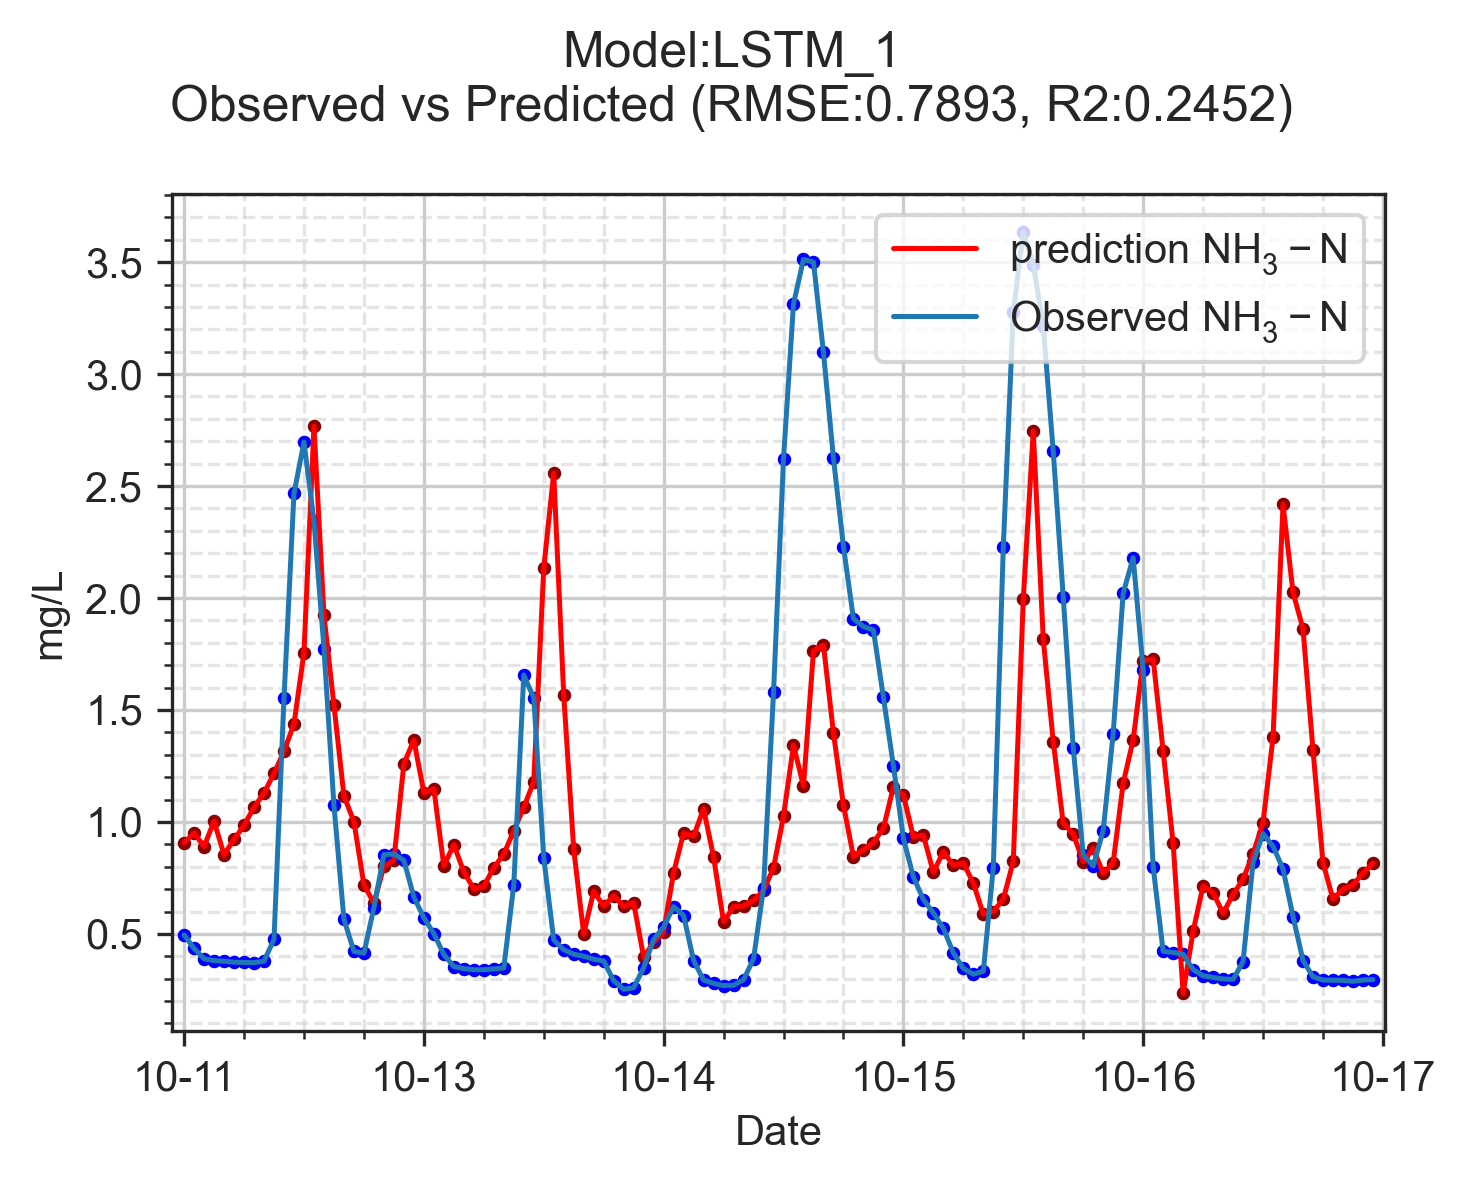 Model:LSTM_1
Observed vs Predicted (RMSE:0.7893, R2:0.2452)
prediction NH₃ − N
Observed NH₃ − N
3.5
3.0
2.5
2.0
1.5
1.0
0.5
mg/L
10-11 10-13 10-14 10-15 10-16 10-17
Date